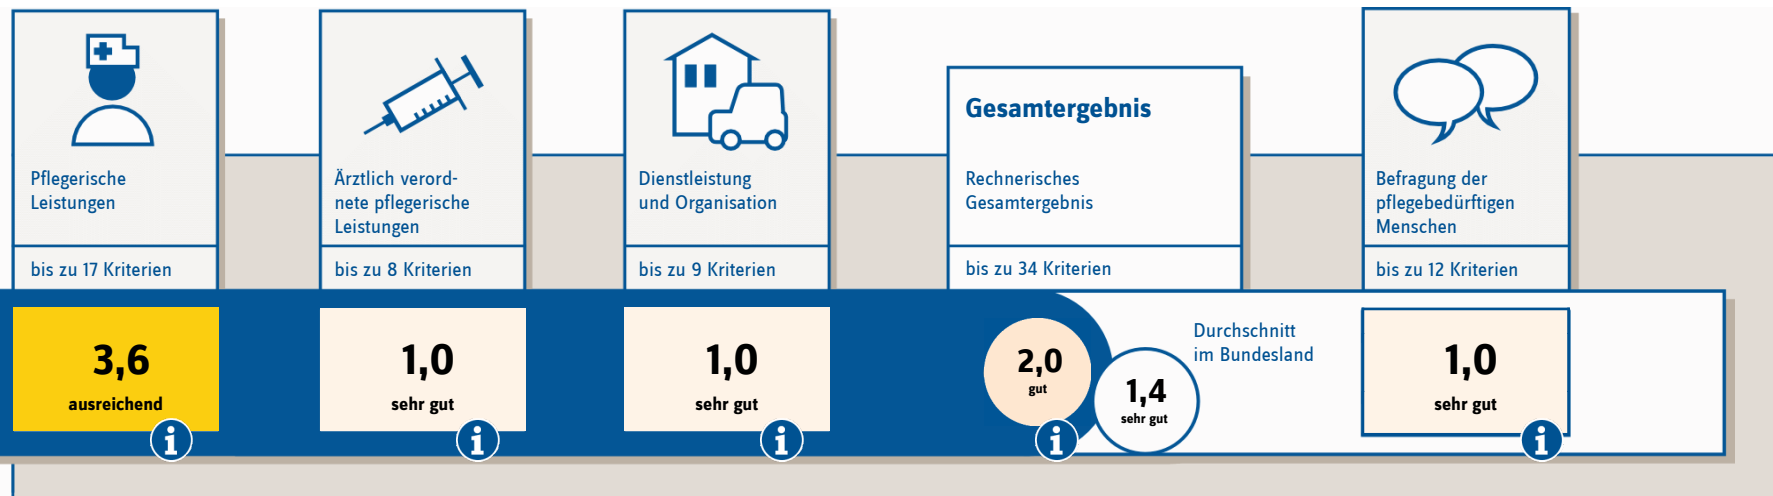 Pflegerische
Leistungen
bis zu 17 Kriterien
3,6
ausreichend
i
Ärztlich verord-
nete pflegerische
Leistungen
bis zu 8 Kriterien
1,0
sehr gut
i
Dienstleistung
und Organisation
bis zu 9 Kriterien
1,0
sehr gut
i
Gesamtergebnis
Rechnerisches
Gesamtergebnis
bis zu 34 Kriterien
2,0
gut
i
1,4
sehr gut
Durchschnitt
im Bundesland
Befragung der
pflegebedürftigen
Menschen
bis zu 12 Kriterien
1,0
sehr gut
i